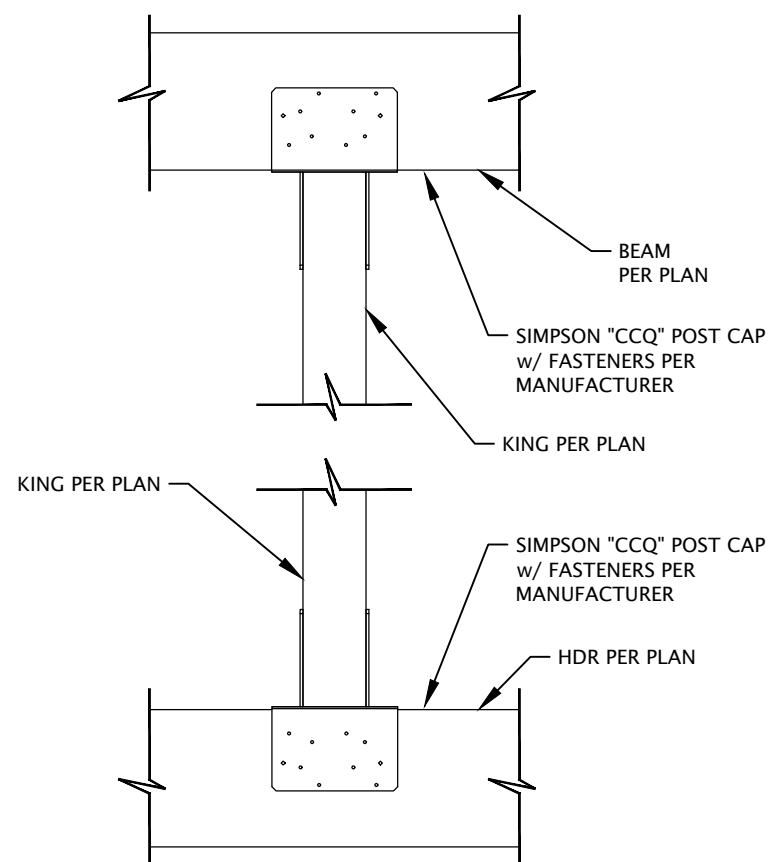 BEAM
PER PLAN
SIMPSON "CCQ" POST CAP
w/ FASTENERS PER
MANUFACTURER
KING PER PLAN
KING PER PLAN
SIMPSON "CCQ" POST CAP
w/ FASTENERS PER
MANUFACTURER
HDR PER PLAN